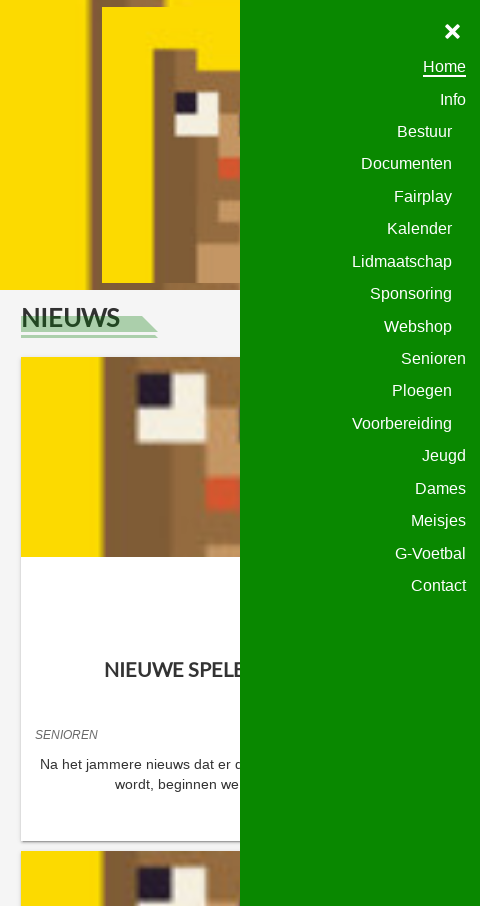 ×
Home
Info
Bestuur
Documenten
Fairplay
Kalender
Lidmaatschap
Sponsoring
Webshop
Senioren
Ploegen
Voorbereiding
Jeugd
Dames
Meisjes
G-Voetbal
Contact
NIEUWS
NIEUWE SPELE
SENIOREN
Na het jammere nieuws dat er
wordt, beginnen we